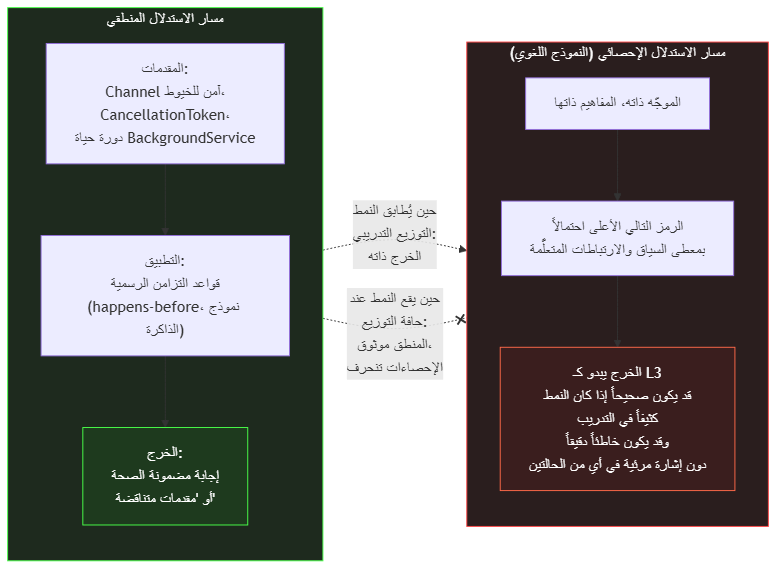 مسار الاستدلال المنطقي
المقدمات:
Channel آمن للخيوط،
CancellationToken،
دورة حياة BackgroundService
التطبيق:
قواعد التزامن الرسمية
(happens-before، نموذج
الذاكرة)
الخرج:
إجابة مضمونة الصحة
أو 'مقدمات متناقضة'
حين يُطابق النمط
التوزيع التدريبي:
الخرج ذاته
حين يقع النمط عند
حافة التوزيع:
المنطق موثوق،
الإحصاءات تنحرف
مسار الاستدلال الإحصائي (النموذج اللغوي)
الموجّه ذاته، المفاهيم ذاتها
الرمز التالي الأعلى احتمالاً
بمعطى السياق والارتباطات المتعلَّمة
الخرج يبدو كـ L3
قد يكون صحيحاً إذا كان النمط
كثيفاً في التدريب
وقد يكون خاطئاً دقيقاً
دون إشارة مرئية في أيٍ من الحالتين